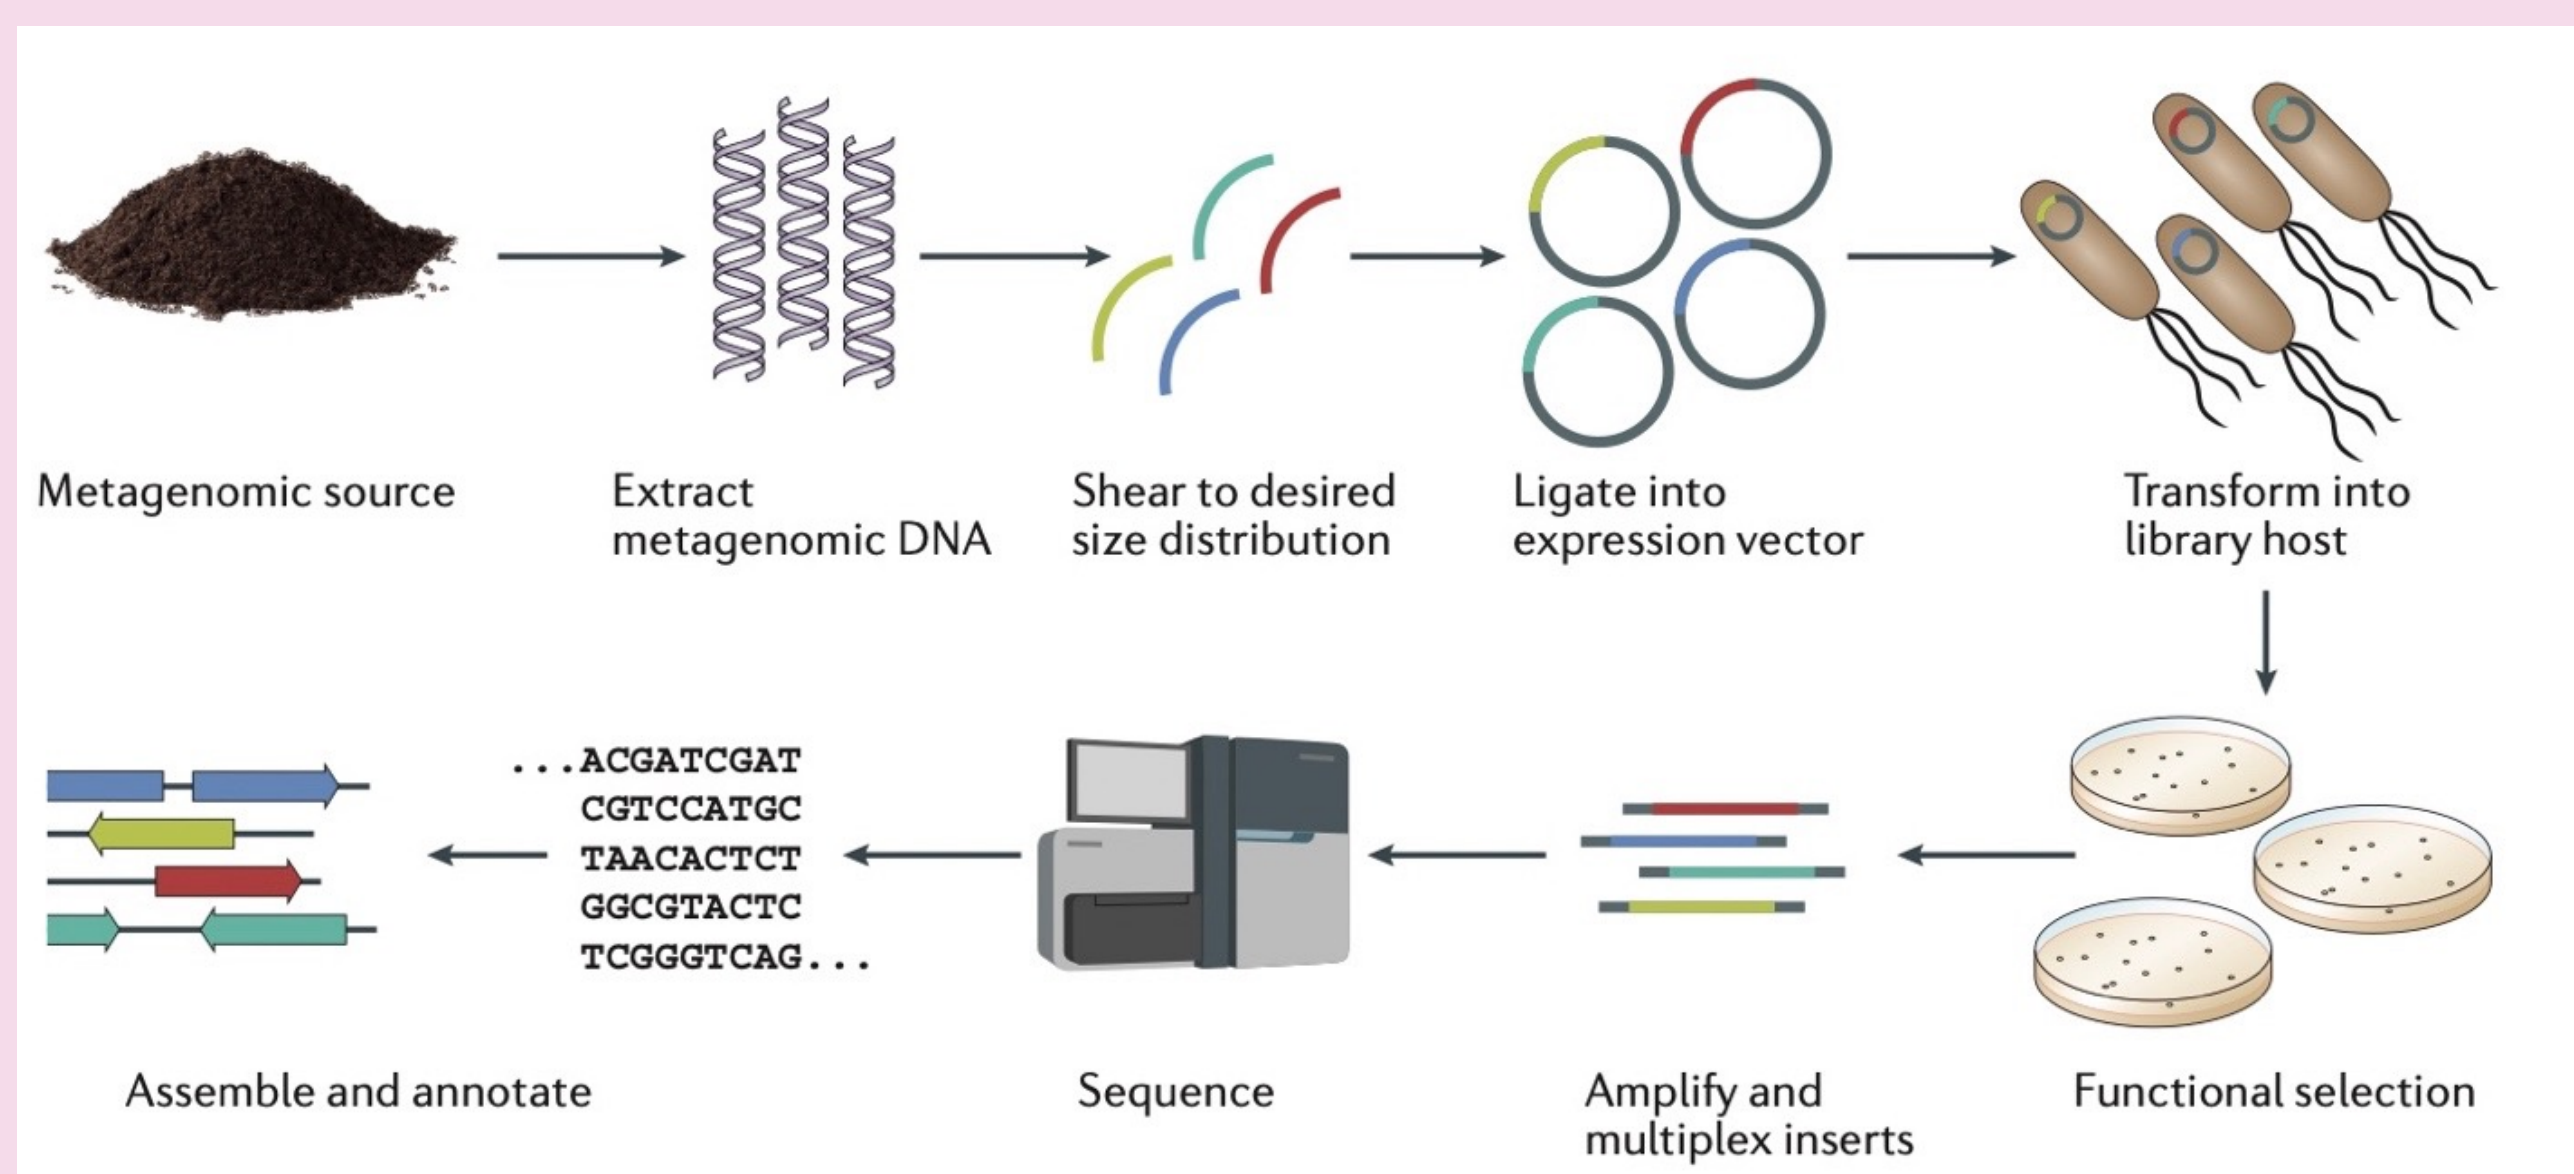 Metagenomic source
Extract
metagenomic DNA
Shear to desired
size distribution
Ligate into
expression vector
Transform into
library host
...ACGATCGAT
CGTCCATGC
TAACACTCT
GGCGTACTC
TCGGGTCAG...
Assemble and annotate
Sequence
Amplify and
multiplex inserts
Functional selection